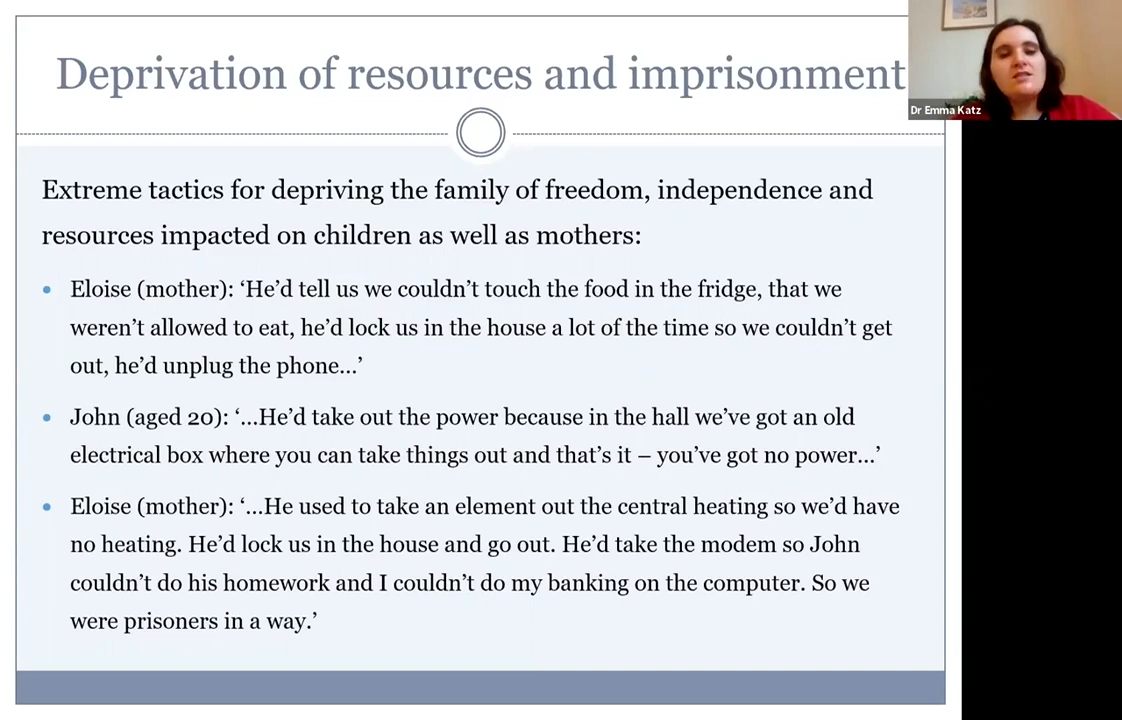 Deprivation of resources and imprisonment
Dr Emma Katz
Extreme tactics for depriving the family of freedom, independence and
resources impacted on children as well as mothers:
• Eloise (mother): ‘He’d tell us we couldn’t touch the food in the fridge, that we
weren’t allowed to eat, he’d lock us in the house a lot of the time so we couldn’t get
out, he’d unplug the phone…’
• John (aged 20): ‘…He’d take out the power because in the hall we’ve got an old
electrical box where you can take things out and that’s it – you’ve got no power…’
• Eloise (mother): ‘…He used to take an element out the central heating so we’d have
no heating. He’d lock us in the house and go out. He’d take the modem so John
couldn’t do his homework and I couldn’t do my banking on the computer. So we
were prisoners in a way.’